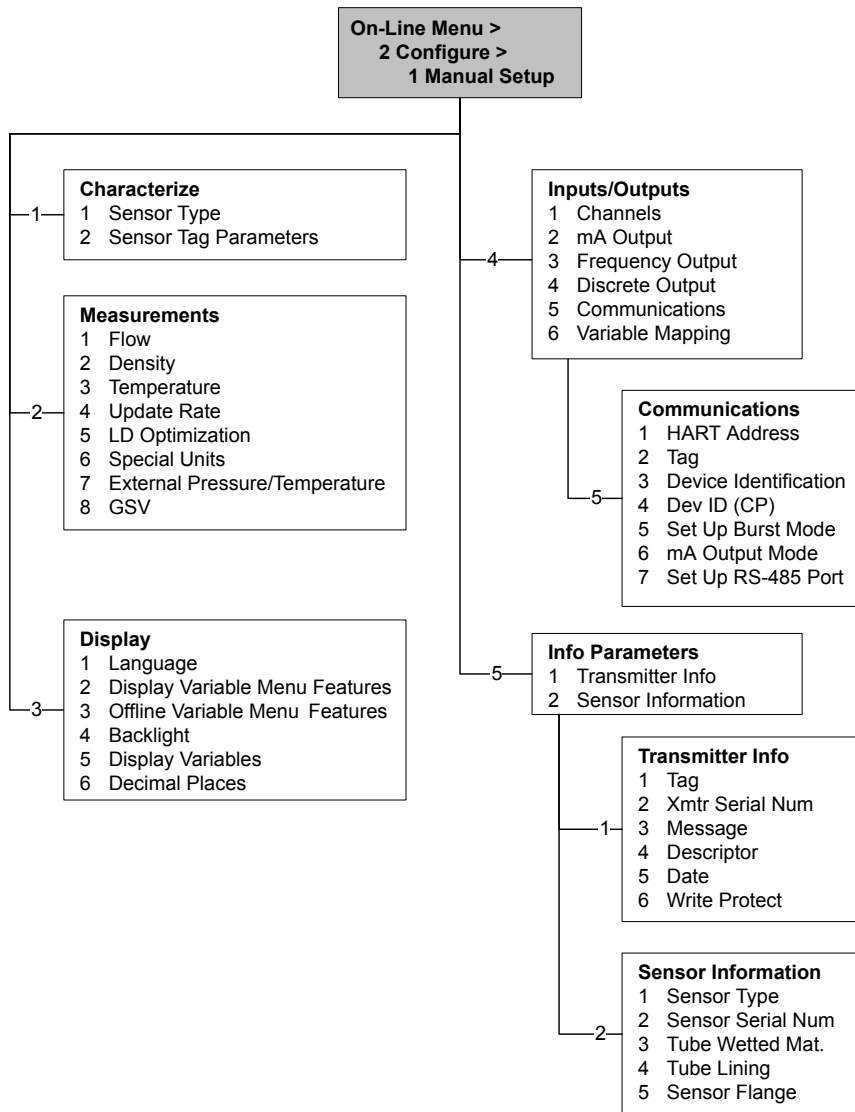 On-Line Menu >
2 Configure >
1 Manual Setup
1
Characterize
1 Sensor Type
2 Sensor Tag Parameters
2
Measurements
1 Flow
2 Density
3 Temperature
4 Update Rate
5 LD Optimization
6 Special Units
7 External Pressure/Temperature
8 GSV
3
Display
1 Language
2 Display Variable Menu Features
3 Offline Variable Menu Features
4 Backlight
5 Display Variables
6 Decimal Places
4
Inputs/Outputs
1 Channels
2 mA Output
3 Frequency Output
4 Discrete Output
5 Communications
6 Variable Mapping
5
Communications
1 HART Address
2 Tag
3 Device Identification
4 Dev ID (CP)
5 Set Up Burst Mode
6 mA Output Mode
7 Set Up RS-485 Port
5
Info Parameters
1 Transmitter Info
2 Sensor Information
1
Transmitter Info
1 Tag
2 Xmtr Serial Num
3 Message
4 Descriptor
5 Date
6 Write Protect
2
Sensor Information
1 Sensor Type
2 Sensor Serial Num
3 Tube Wetted Mat.
4 Tube Lining
5 Sensor Flange